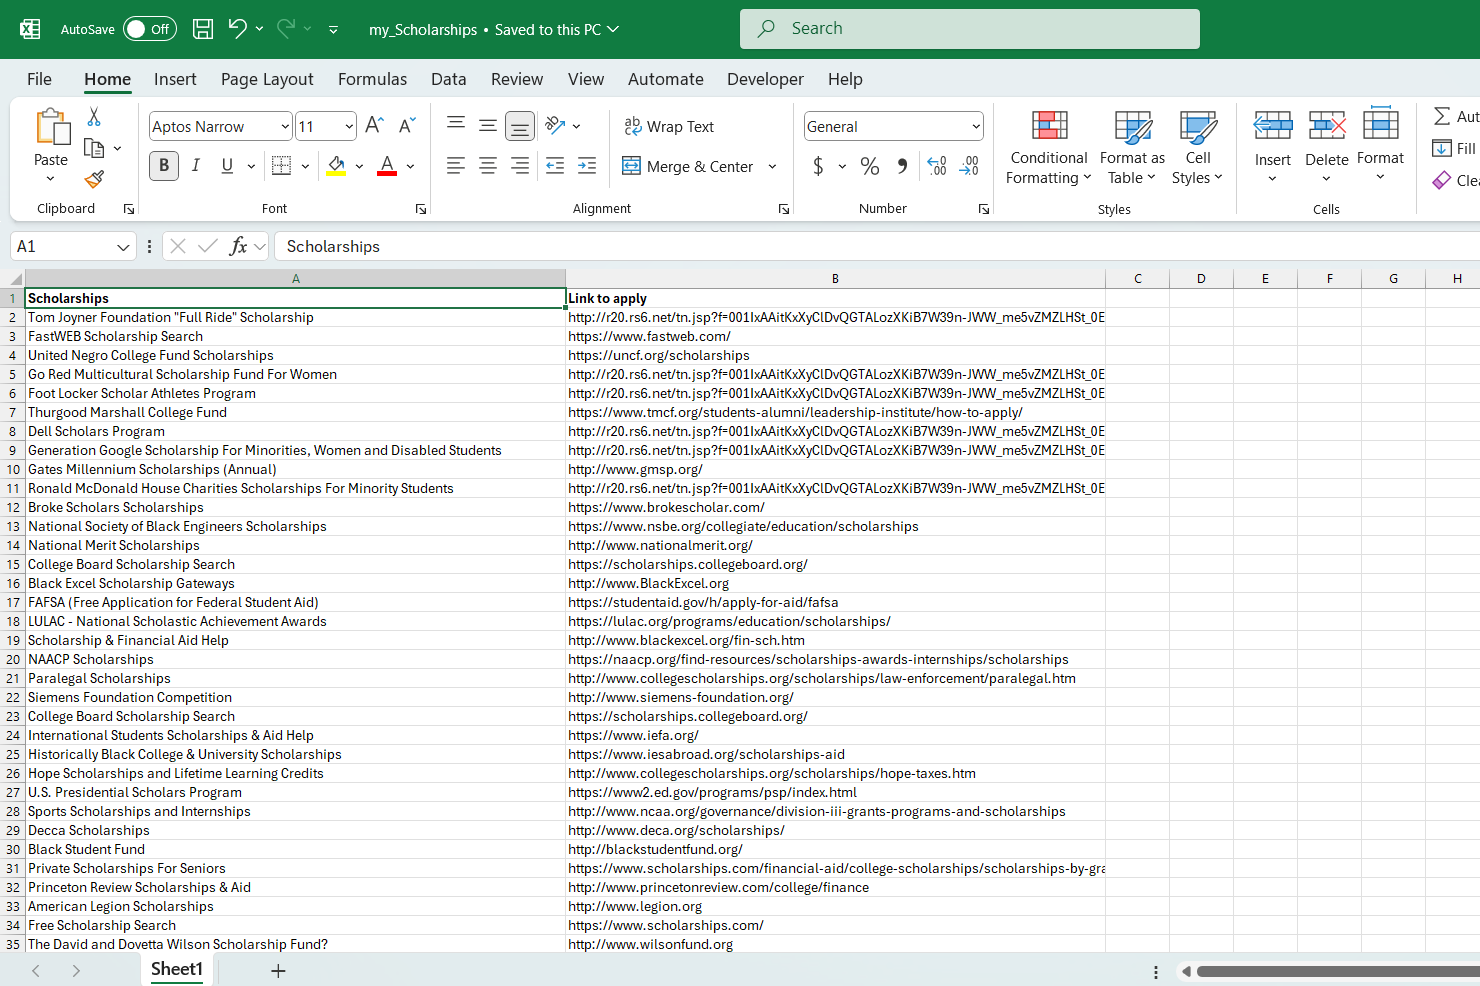 AutoSave Off my_Scholarships • Saved to this PC Search
File Home Insert Page Layout Formulas Data Review View Automate Developer Help
Aptos Narrow 11 Wrap Text General Aut
Paste B I U Merge & Center $ % Conditional Formatting Format as Table Cell Styles Insert Delete Format Fill
Clea
Clipboard Font Alignment Number Styles Cells
A1 fx Scholarships
A B C D E F G H
1 Scholarships Link to apply
2 Tom Joyner Foundation "Full Ride" Scholarship http://r20.rs6.net/tn.jsp?f=001IxAAitKxXyClDvQGTALozXKiB7W39n-JWW_me5vZMZLHSt_0E
3 FastWEB Scholarship Search https://www.fastweb.com/
4 United Negro College Fund Scholarships https://uncf.org/scholarships
5 Go Red Multicultural Scholarship Fund For Women http://r20.rs6.net/tn.jsp?f=001IxAAitKxXyClDvQGTALozXKiB7W39n-JWW_me5vZMZLHSt_0E
6 Foot Locker Scholar Athletes Program http://r20.rs6.net/tn.jsp?f=001IxAAitKxXyClDvQGTALozXKiB7W39n-JWW_me5vZMZLHSt_0E
7 Thurgood Marshall College Fund https://www.tmcf.org/students-alumni/leadership-institute/how-to-apply/
8 Dell Scholars Program http://r20.rs6.net/tn.jsp?f=001IxAAitKxXyClDvQGTALozXKiB7W39n-JWW_me5vZMZLHSt_0E
9 Generation Google Scholarship For Minorities, Women and Disabled Students http://r20.rs6.net/tn.jsp?f=001IxAAitKxXyClDvQGTALozXKiB7W39n-JWW_me5vZMZLHSt_0E
10 Gates Millennium Scholarships (Annual) http://www.gmsp.org/
11 Ronald McDonald House Charities Scholarships For Minority Students http://r20.rs6.net/tn.jsp?f=001IxAAitKxXyClDvQGTALozXKiB7W39n-JWW_me5vZMZLHSt_0E
12 Broke Scholars Scholarships https://www.brokescholar.com/
13 National Society of Black Engineers Scholarships https://www.nsbe.org/collegiate/education/scholarships
14 National Merit Scholarships http://www.nationalmerit.org/
15 College Board Scholarship Search https://scholarships.collegeboard.org/
16 Black Excel Scholarship Gateways http://www.BlackExcel.org
17 FAFSA (Free Application for Federal Student Aid) https://studentaid.gov/h/apply-for-aid/fafsa
18 LULAC - National Scholastic Achievement Awards https://lulac.org/programs/education/scholarships/
19 Scholarship & Financial Aid Help http://www.blackexcel.org/fin-sch.htm
20 NAACP Scholarships https://naacp.org/find-resources/scholarships-awards-internships/scholarships
21 Paralegal Scholarships http://www.collegescholarships.org/scholarships/law-enforcement/paralegal.htm
22 Siemens Foundation Competition http://www.siemens-foundation.org/
23 College Board Scholarship Search https://scholarships.collegeboard.org/
24 International Students Scholarships & Aid Help https://www.iefa.org/
25 Historically Black College & University Scholarships https://www.iesabroad.org/scholarships-aid
26 Hope Scholarships and Lifetime Learning Credits http://www.collegescholarships.org/scholarships/hope-taxes.htm
27 U.S. Presidential Scholars Program https://www2.ed.gov/programs/psp/index.html
28 Sports Scholarships and Internships http://www.ncaa.org/governance/division-iii-grants-programs-and-scholarships
29 Decca Scholarships http://www.deca.org/scholarships/
30 Black Student Fund http://blackstudentfund.org/
31 Private Scholarships For Seniors https://www.scholarships.com/financial-aid/college-scholarships/scholarships-by-gra
32 Princeton Review Scholarships & Aid http://www.princetonreview.com/college/finance
33 American Legion Scholarships http://www.legion.org
34 Free Scholarship Search https://www.scholarships.com/
35 The David and Dovetta Wilson Scholarship Fund? http://www.wilsonfund.org
Sheet1